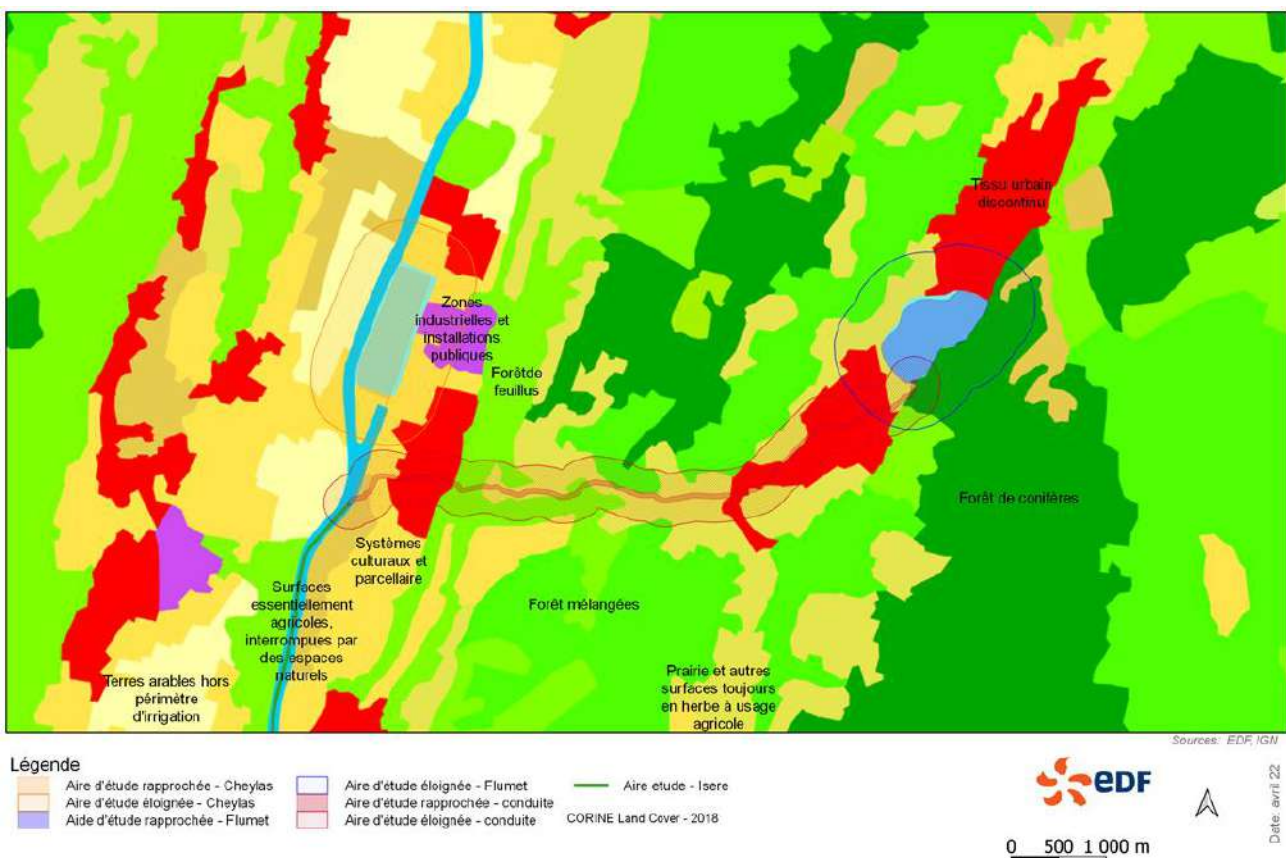 Tissu urbain
discontinu
Zones
industrielles et
installations
publiques
Forêtde
feuillus
Forêt de conifères
Systèmes
culturaux et
parcellaire
Surfaces
essentiellement
agricoles,
interrompues par
des espaces
naturels
Forêt mélangées
Terres arables hors
périmètre
d'irrigation
Prairie et autres
surfaces toujours
en herbe à usage
agricole
Sources: EDF, IGN
Légende
Aire d'étude rapprochée - Cheylas
Aire d'étude éloignée - Cheylas
Aide d'étude rapprochée - Flumet
Aire d'étude éloignée - Flumet
Aire d'étude rapprochée - conduite
Aire d'étude éloignée - conduite
Aire etude - Isere
CORINE Land Cover - 2018
edf
Date: avril 22
0 500 1 000 m